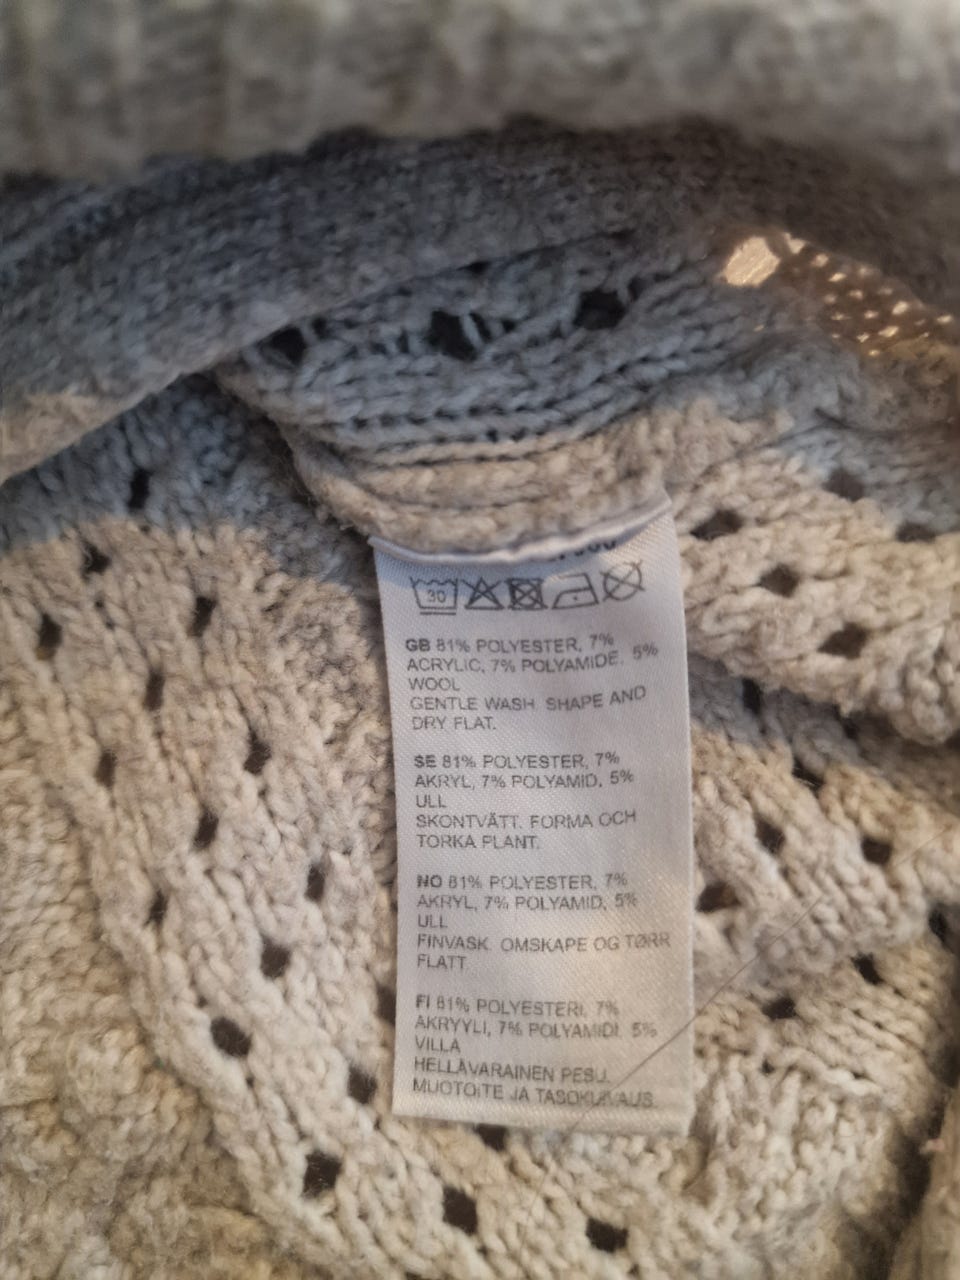 30
GB 81% POLYESTER, 7%
ACRYLIC, 7% POLYAMIDE, 5%
WOOL
GENTLE WASH. SHAPE AND
DRY FLAT.
SE 81% POLYESTER, 7%
AKRYL, 7% POLYAMID, 5%
ULL
SKONTVÄTT. FORMA OCH
TORKA PLANT.
NO 81% POLYESTER, 7%
AKRYL, 7% POLYAMID, 5%
ULL
FINVASK. OMSKAPE OG TØRR
FLATT.
FI 81% POLYESTERI, 7%
AKRYYLI, 7% POLYAMIDI, 5%
VILLA
HELLÄVARAINEN PESU.
MUOTOITE JA TASOKUIVAUS.